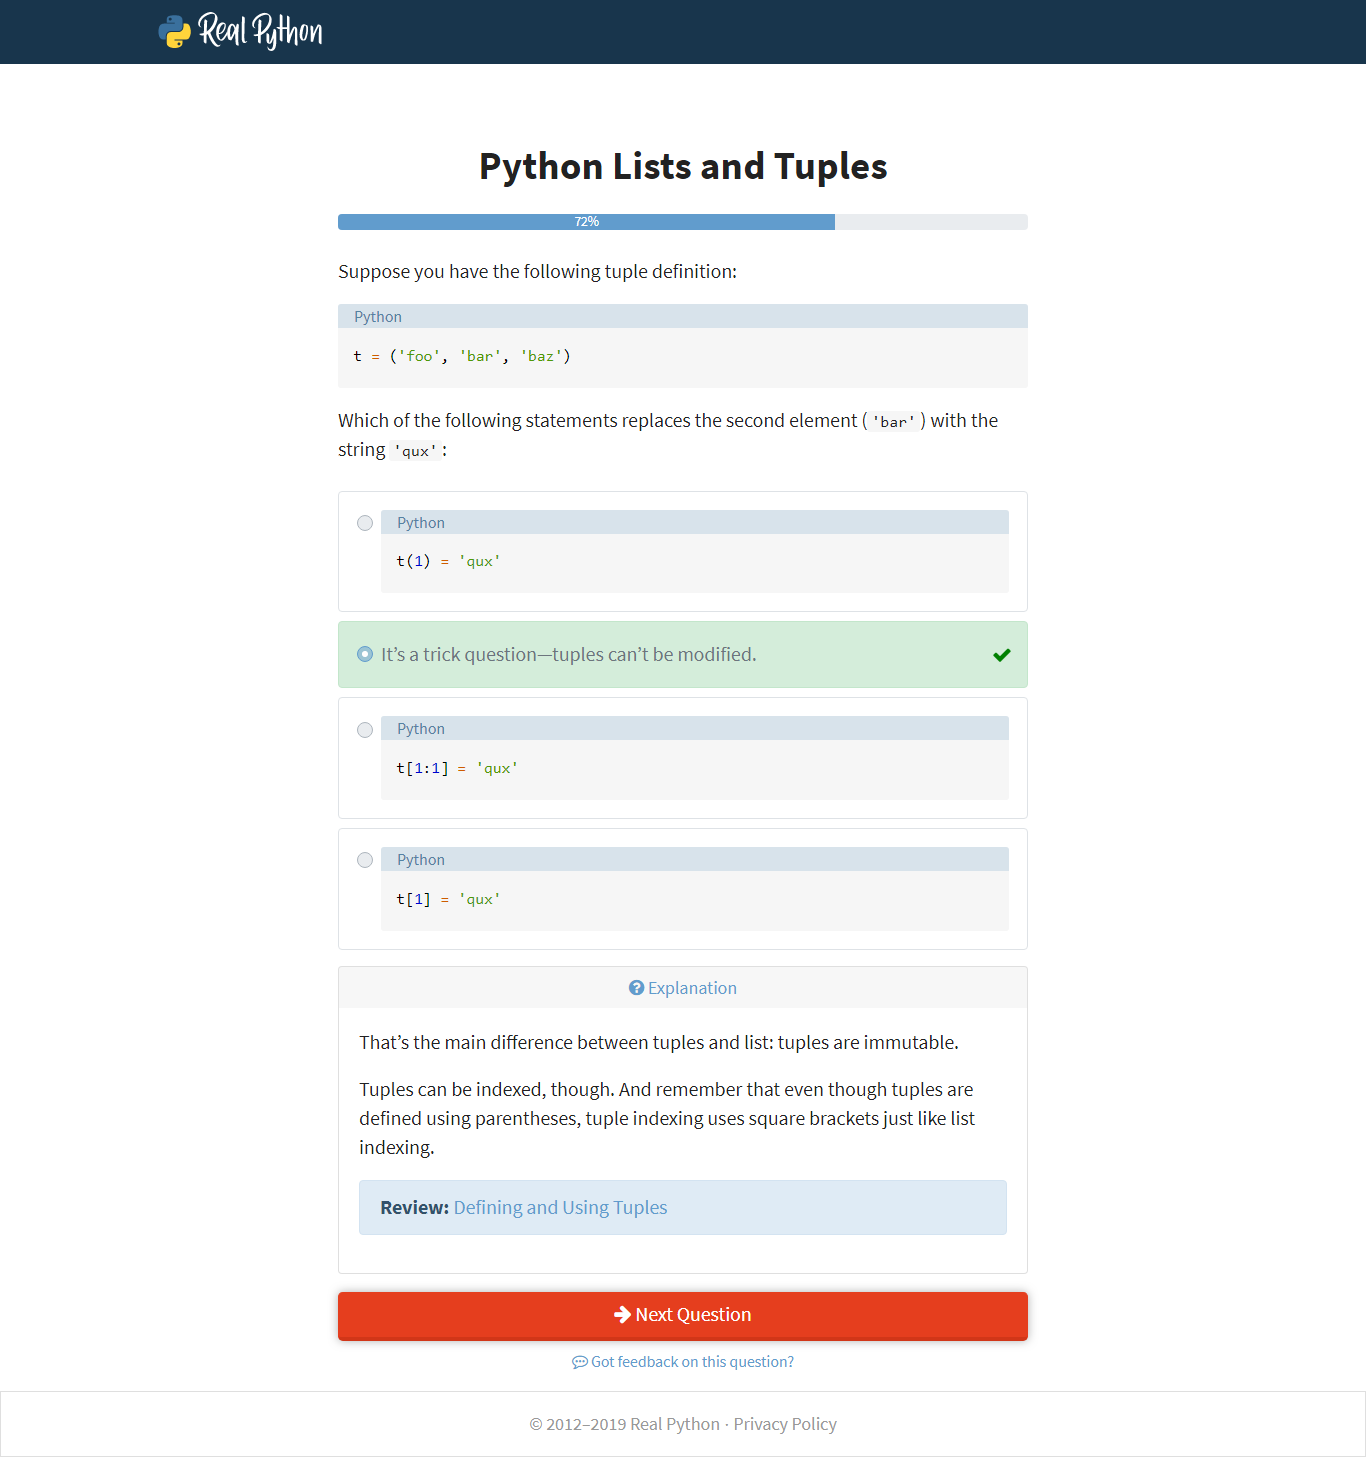 Real Python
Python Lists and Tuples
72%
Suppose you have the following tuple definition:
Python
t = ('foo', 'bar', 'baz')
Which of the following statements replaces the second element ( 'bar' ) with the
string 'qux' :
Python
t(1) = 'qux'
It’s a trick question—tuples can’t be modified.
Python
t[1:1] = 'qux'
Python
t[1] = 'qux'
Explanation
That’s the main difference between tuples and list: tuples are immutable.
Tuples can be indexed, though. And remember that even though tuples are
defined using parentheses, tuple indexing uses square brackets just like list
indexing.
Review: Defining and Using Tuples
Next Question
Got feedback on this question?
© 2012–2019 Real Python · Privacy Policy